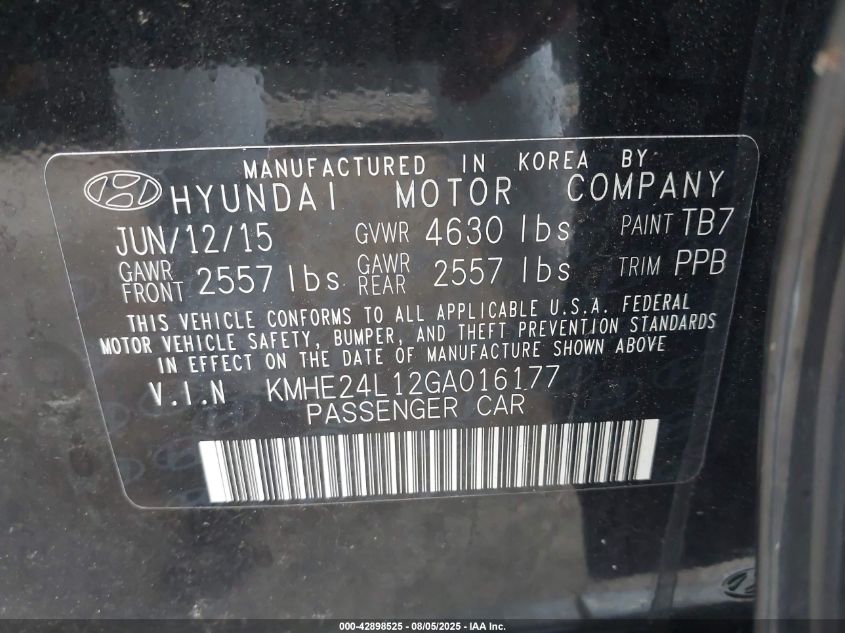 MANUFACTURED IN KOREA BY
HYUNDAI MOTOR COMPANY
JUN/12/15 GVWR 4630 lbs PAINT TB7
GAWR FRONT 2557 lbs GAWR REAR 2557 lbs TRIM PPB
THIS VEHICLE CONFORMS TO ALL APPLICABLE U.S.A. FEDERAL
MOTOR VEHICLE SAFETY, BUMPER, AND THEFT PREVENTION STANDARDS
IN EFFECT ON THE DATE OF MANUFACTURE SHOWN ABOVE
V.I.N KMHE24L12GA016177
PASSENGER CAR
000-42898525 - 08/05/2025 - IAA Inc.